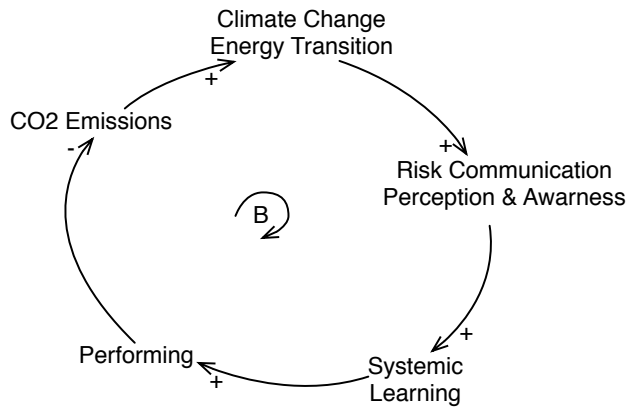 Climate Change
Energy Transition
+
CO2 Emissions
-
+
Risk Communication
Perception & Awarness
B
+
Performing
+
Systemic
Learning